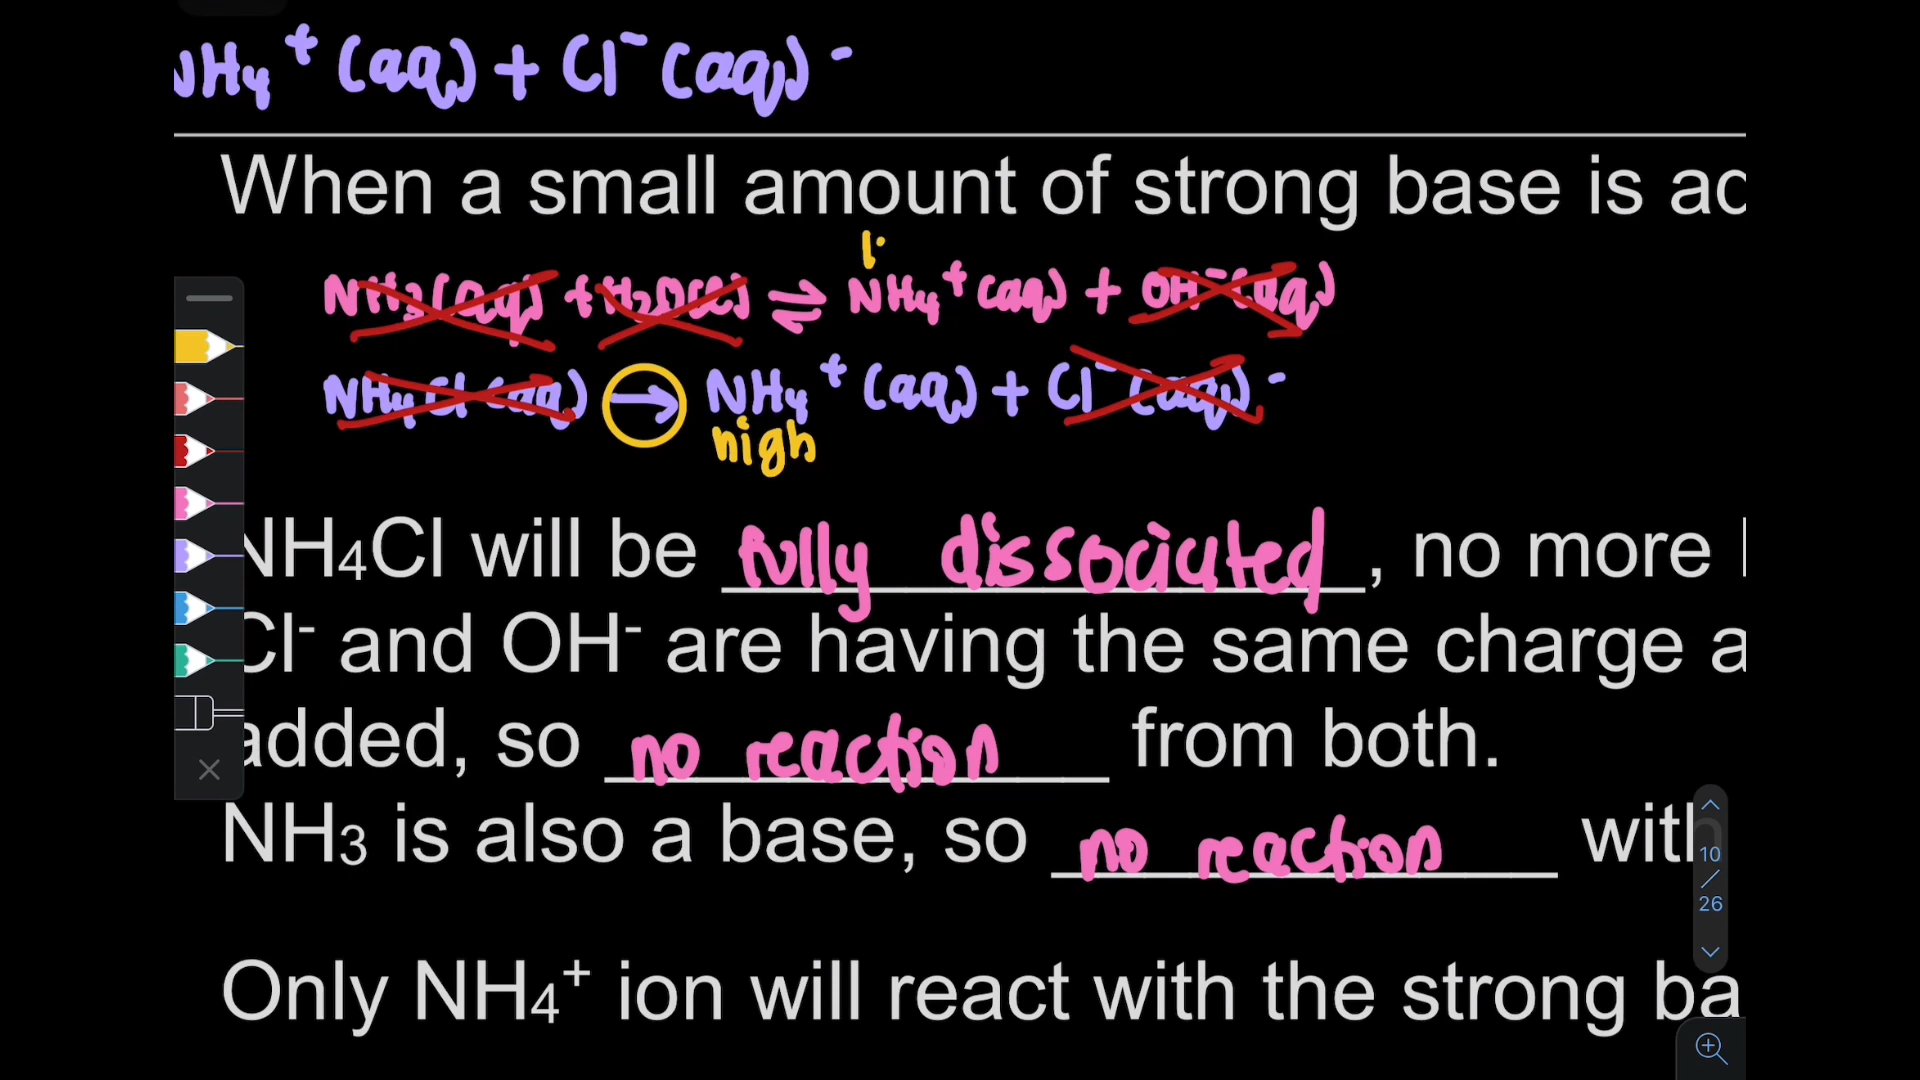 NH₄⁺ (aq) + Cl⁻ (aq) -
When a small amount of strong base is
NH₃(aq) + H₂O(l) ⇌ NH₄⁺ (aq) + OH⁻(aq)
NH₄Cl (aq) → NH₄⁺ (aq) + Cl⁻ (aq) -
high
NH₄Cl will be fully dissociated, no more
Cl⁻ and OH⁻ are having the same charge
added, so no reaction from both.
NH₃ is also a base, so no reaction
10
/
26
Only NH₄⁺ ion will react with the strong